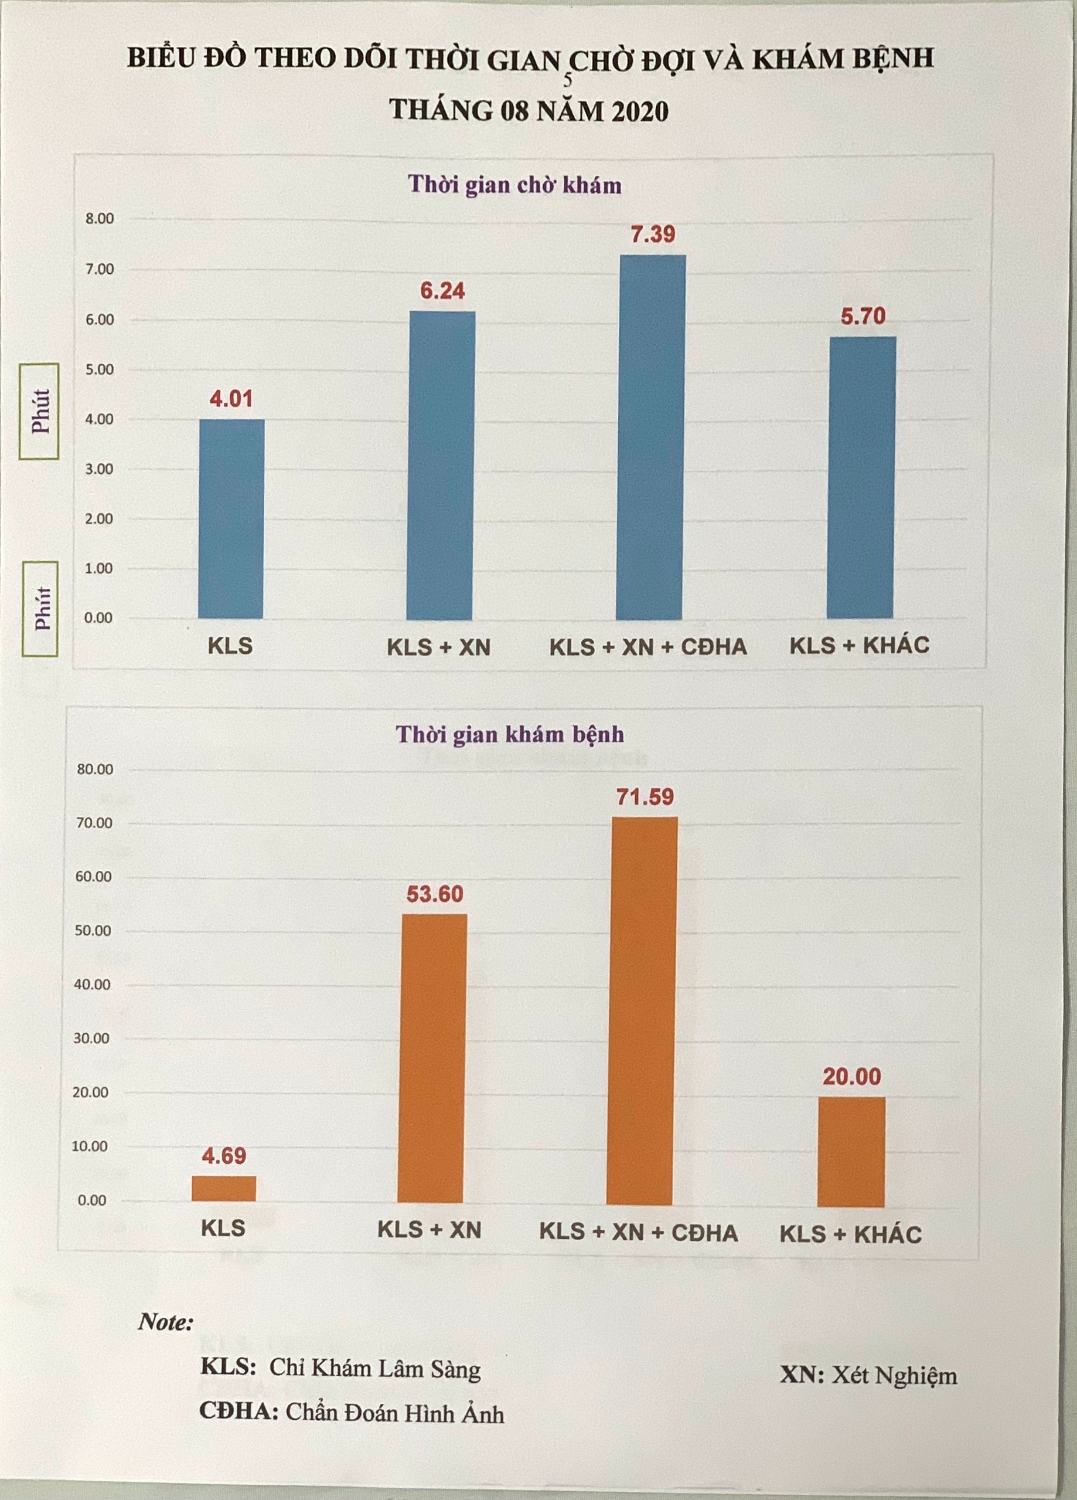 BIỂU ĐỒ THEO DÕI THỜI GIAN CHỜ ĐỢI VÀ KHÁM BỆNH
5
THÁNG 08 NĂM 2020
Thời gian chờ khám
8.00
7.00
6.00
5.00
4.00
3.00
2.00
1.00
0.00
4.01
6.24
7.39
5.70
KLS
KLS + XN
KLS + XN + CĐHA
KLS + KHÁC
Phút
Phút
Thời gian khám bệnh
80.00
70.00
60.00
50.00
40.00
30.00
20.00
10.00
0.00
4.69
53.60
71.59
20.00
KLS
KLS + XN
KLS + XN + CĐHA
KLS + KHÁC
Note:
KLS: Chỉ Khám Lâm Sàng
XN: Xét Nghiệm
CĐHA: Chẩn Đoán Hình Ảnh